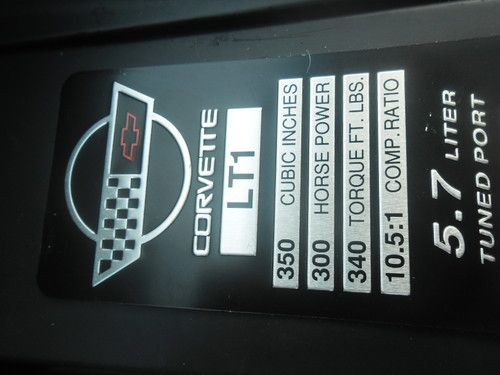 CORVETTE
LT1
350 CUBIC INCHES
300 HORSE POWER
340 TORQUE FT. LBS.
10.5:1 COMP. RATIO
5.7 LITER
TUNED PORT